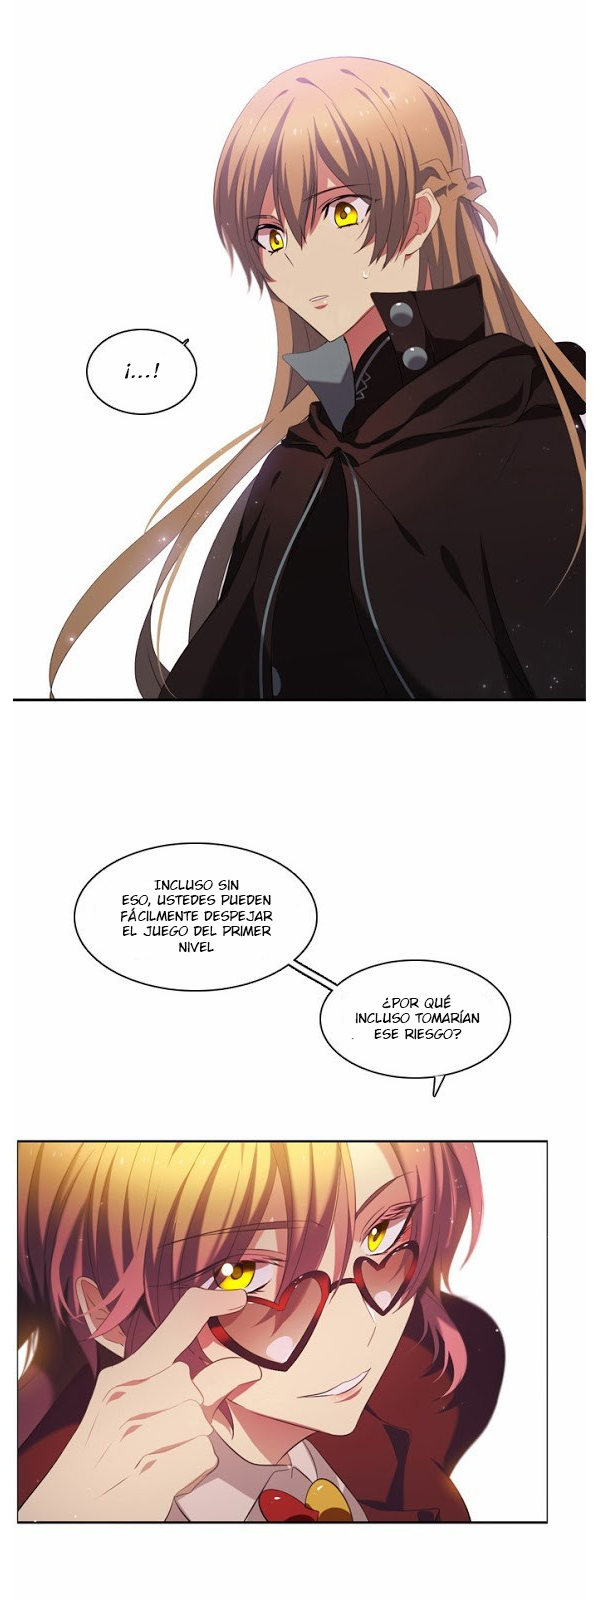 ¡...!
INCLUSO SIN
ESO, USTEDES PUEDEN
FÁCILMENTE DESPEJAR
EL JUEGO DEL PRIMER
NIVEL
¿POR QUÉ
INCLUSO TOMARÍAN
ESE RIESGO?